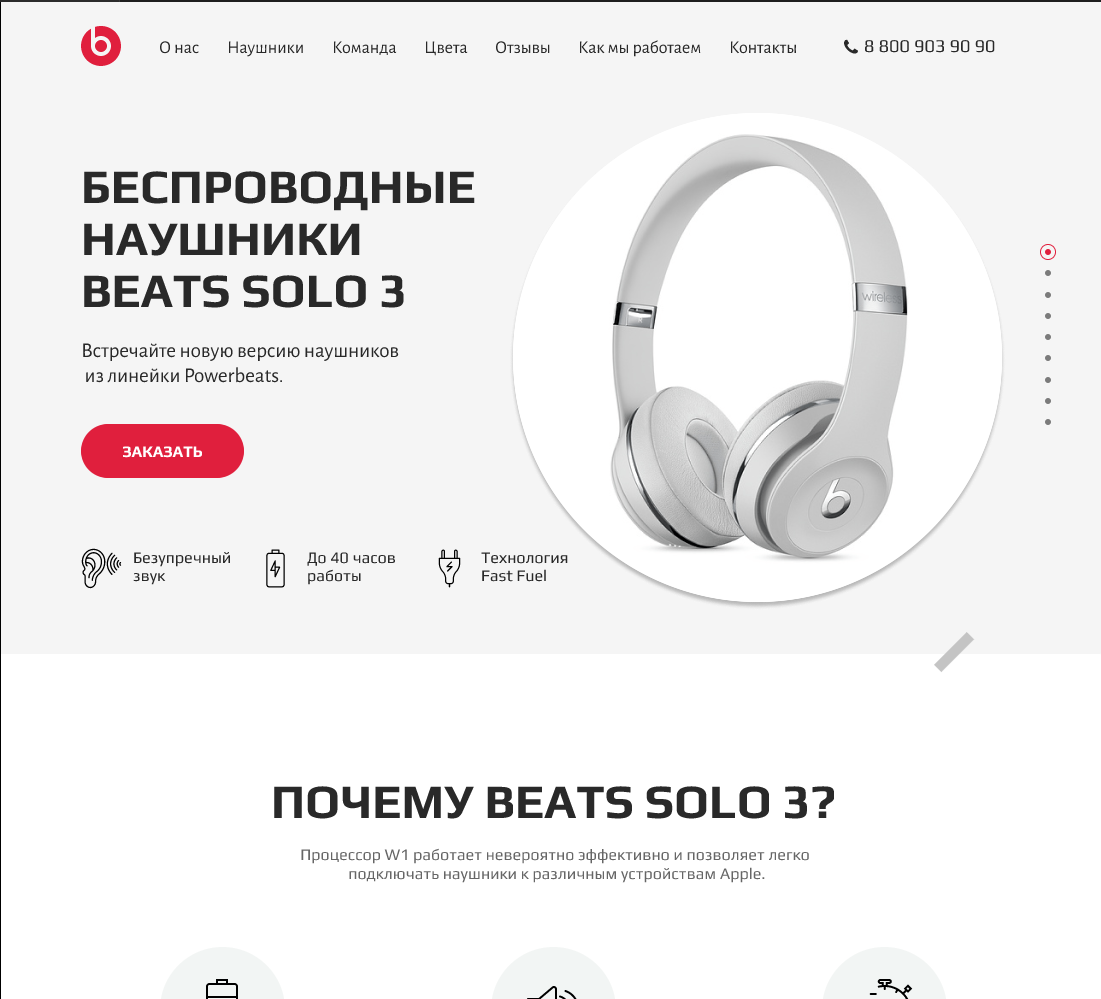 О нас Наушники Команда Цвета Отзывы Как мы работаем Контакты 8 800 903 90 90
БЕСПРОВОДНЫЕ
НАУШНИКИ
BEATS SOLO 3
Встречайте новую версию наушников
из линейки Powerbeats.
ЗАКАЗАТЬ
Безупречный
звук
До 40 часов
работы
Технология
Fast Fuel
ПОЧЕМУ BEATS SOLO 3?
Процессор W1 работает невероятно эффективно и позволяет легко
подключать наушники к различным устройствам Apple.